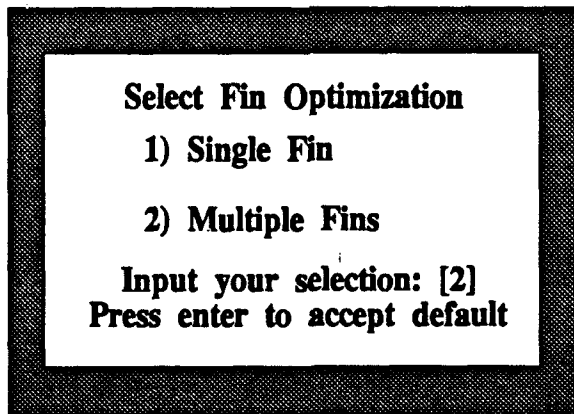 Select Fin Optimization
1) Single Fin
2) Multiple Fins
Input your selection: [2]
Press enter to accept default